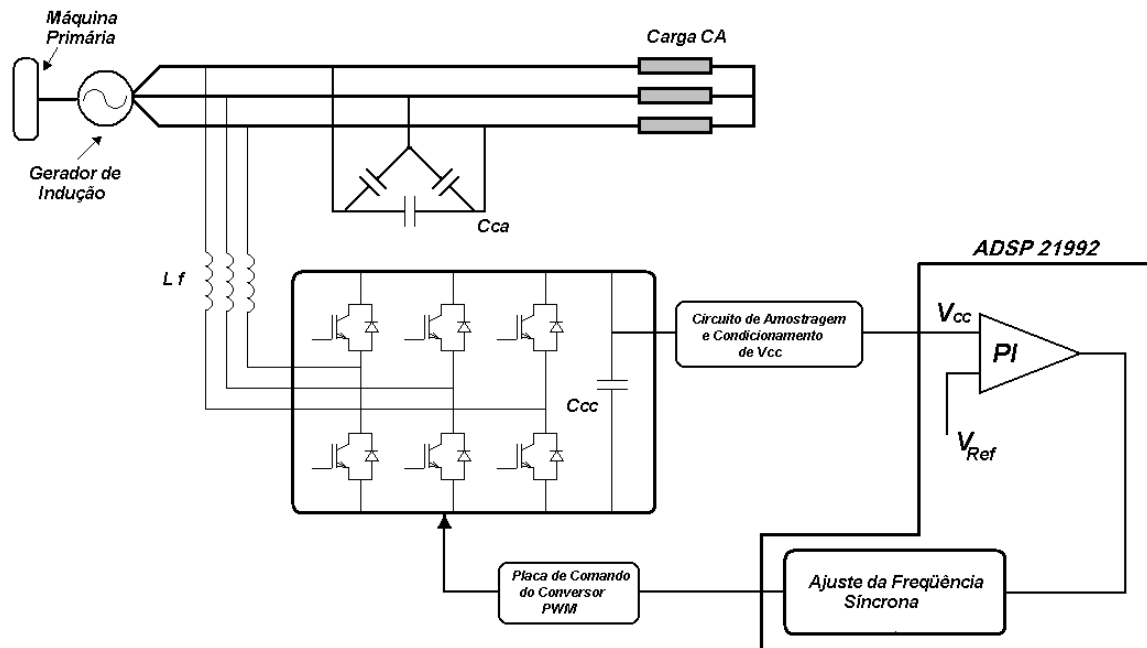 Máquina
Primária
Carga CA
Gerador de
Indução
Cca
ADSP 21992
L f
Circuito de Amostragem
e Condicionamento
de Vcc
Vcc
PI
Ccc
VRef
Placa de Comando
do Conversor
PWM
Ajuste da Freqüência
Síncrona